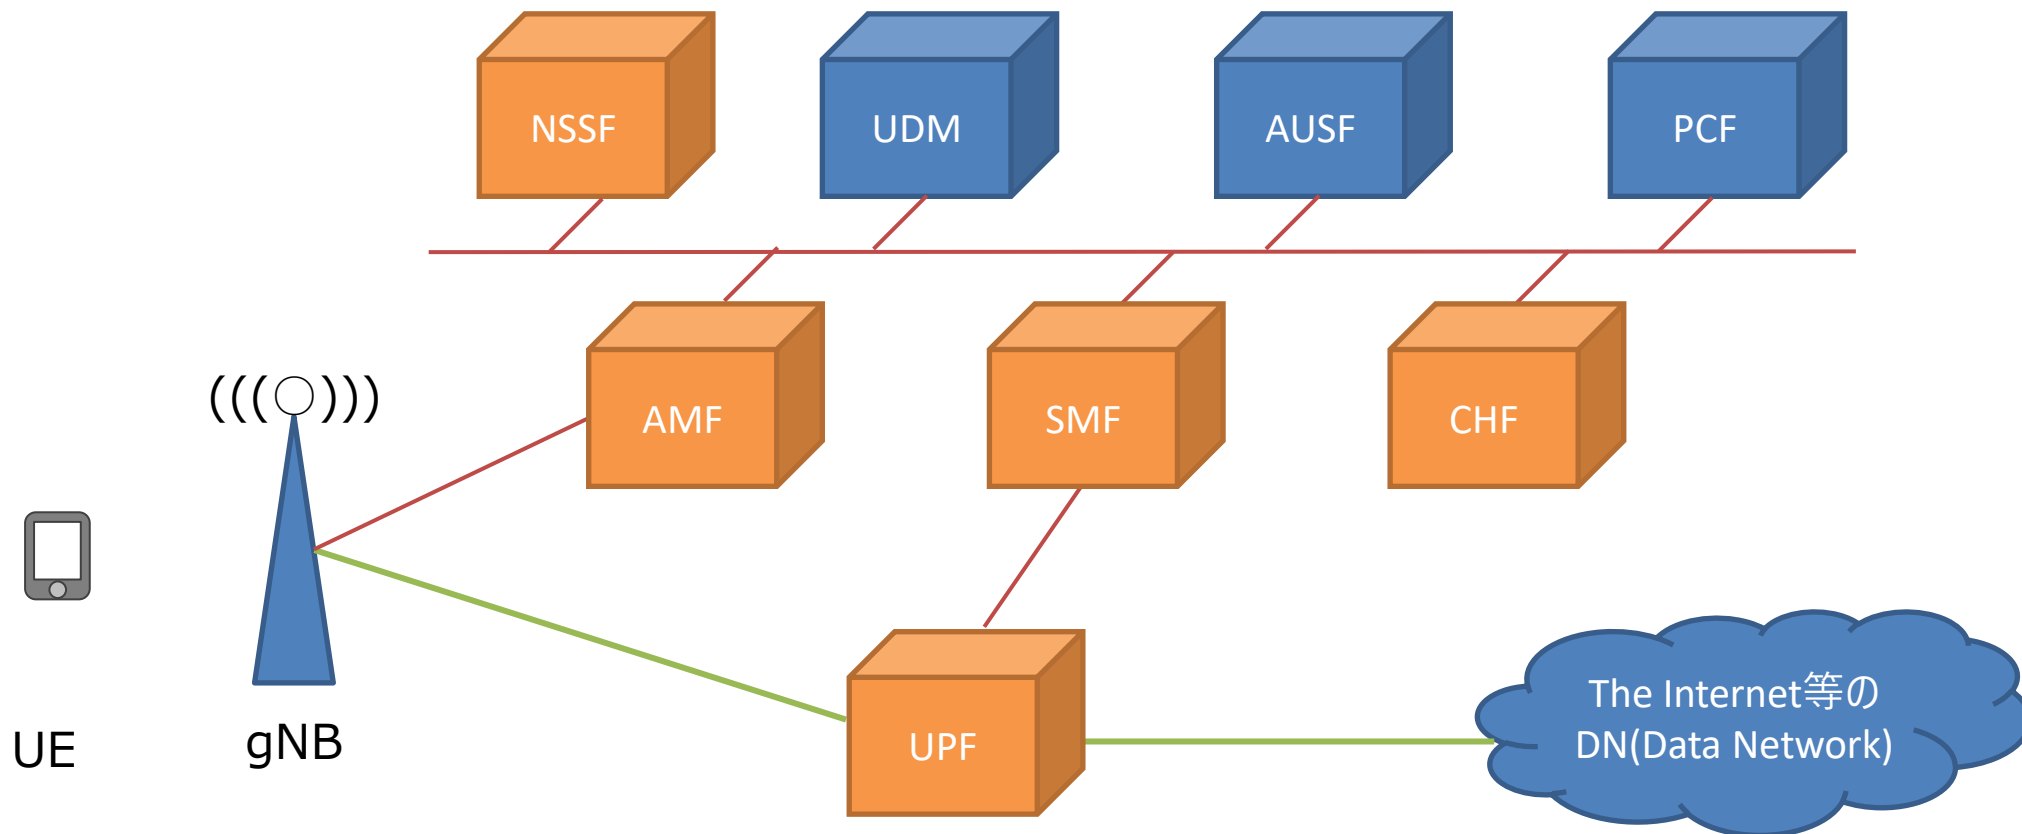 NSSF
UDM
AUSF
PCF
(((○)))
AMF
SMF
CHF
The Internet等の
DN(Data Network)
UE
gNB
UPF